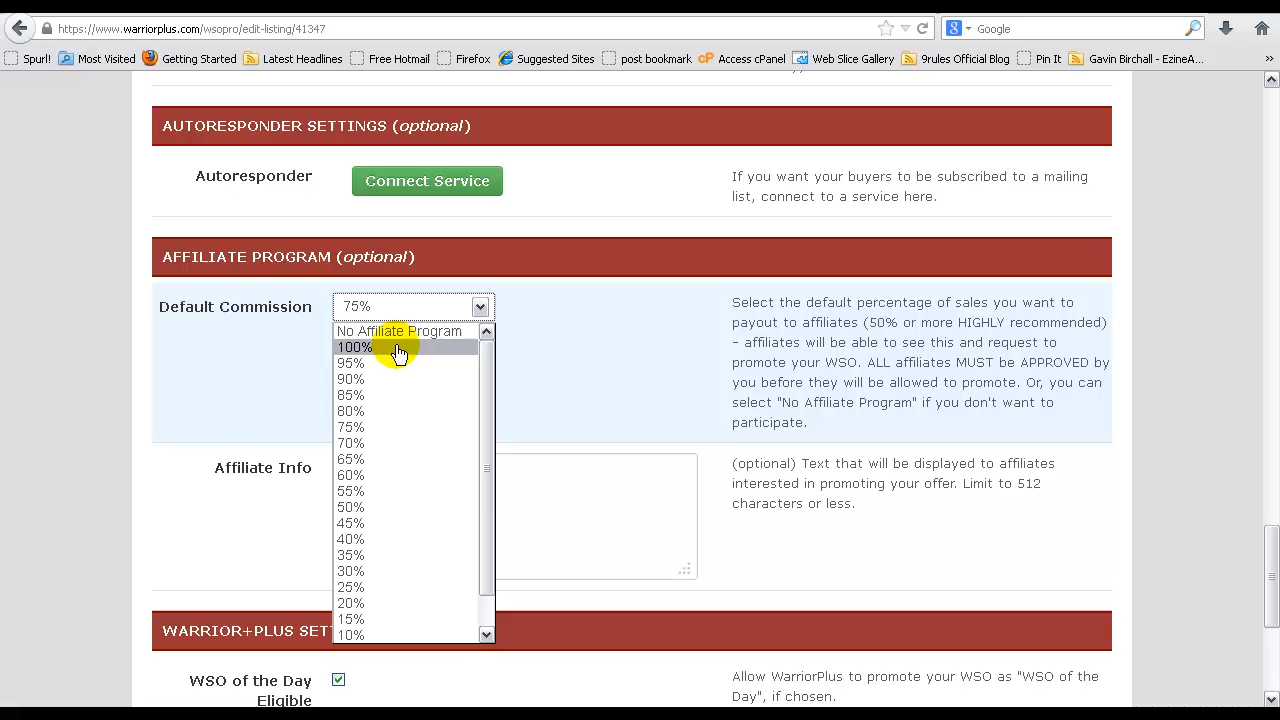 https://www.warriorplus.com/wsopro/edit-listing/41347
Google
Spurl!
Most Visited
Getting Started
Latest Headlines
Free Hotmail
Firefox
Suggested Sites
post bookmark
cP Access cPanel
Web Slice Gallery
9rules Official Blog
Pin It
Gavin Birchall - EzineA...
AUTORESPONDER SETTINGS (optional)
Autoresponder
Connect Service
If you want your buyers to be subscribed to a mailing
list, connect to a service here.
AFFILIATE PROGRAM (optional)
Default Commission
75%
No Affiliate Program
100%
95%
90%
85%
80%
75%
70%
65%
60%
55%
50%
45%
40%
35%
30%
25%
20%
15%
10%
Select the default percentage of sales you want to
payout to affiliates (50% or more HIGHLY recommended)
- affiliates will be able to see this and request to
promote your WSO. ALL affiliates MUST be APPROVED by
you before they will be allowed to promote. Or, you can
select "No Affiliate Program" if you don't want to
participate.
Affiliate Info
(optional) Text that will be displayed to affiliates
interested in promoting your offer. Limit to 512
characters or less.
WARRIOR+PLUS SET
WSO of the Day
Eligible
Allow WarriorPlus to promote your WSO as "WSO of the
Day", if chosen.